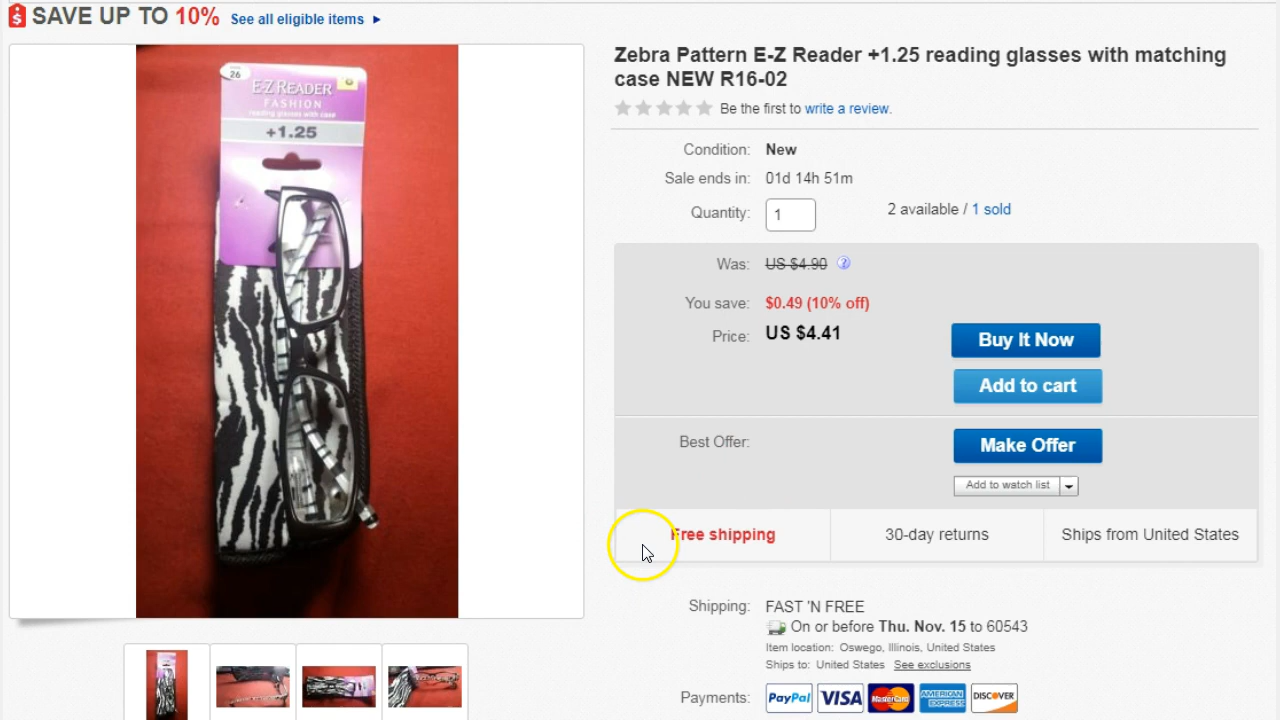 SAVE UP TO 10% See all eligible items
26
E-Z READER
FASHION
reading glasses with case
+1.25
Zebra Pattern E-Z Reader +1.25 reading glasses with matching
case NEW R16-02
Be the first to write a review.
Condition: New
Sale ends in: 01d 14h 51m
Quantity: 1 2 available / 1 sold
Was: US $4.90 ?
You save: $0.49 (10% off)
Price: US $4.41
Buy It Now
Add to cart
Best Offer:
Make Offer
Add to watch list
Free shipping 30-day returns Ships from United States
Shipping: FAST 'N FREE
On or before Thu. Nov. 15 to 60543
Item location: Oswego, Illinois, United States
Ships to: United States See exclusions
Payments: PayPal VISA MasterCard AMERICAN EXPRESS DISCOVER